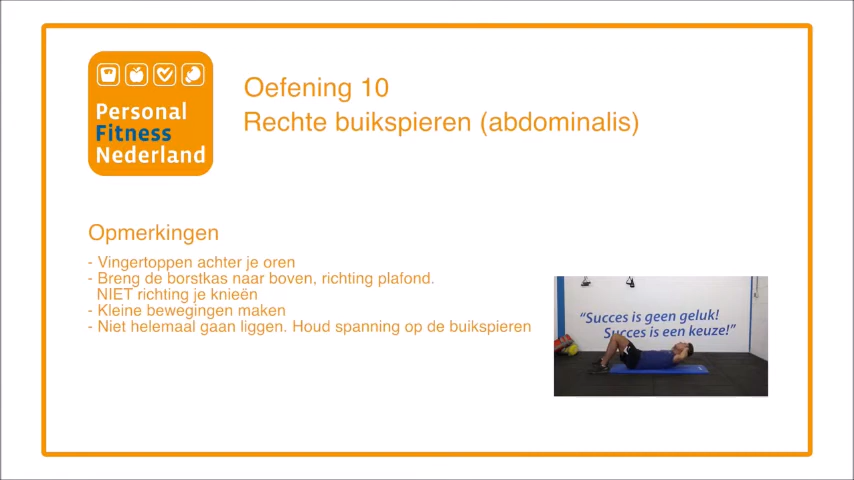 Personal
Fitness
Nederland
Oefening 10
Rechte buikspieren (abdominalis)
Opmerkingen
- Vingertoppen achter je oren
- Breng de borstkas naar boven, richting plafond.
NIET richting je knieën
- Kleine bewegingen maken
- Niet helemaal gaan liggen. Houd spanning op de buikspieren
“Succes is geen geluk!
Succes is een keuze!”